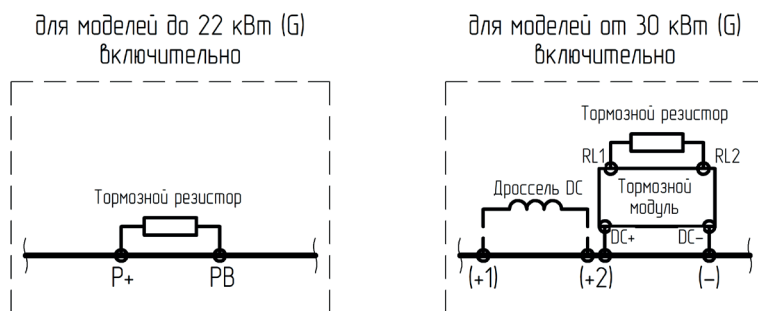 для моделей до 22 кВт (G)
включительно
Тормозной резистор
P+
PB
для моделей от 30 кВт (G)
включительно
Тормозной резистор
RL1
RL2
Дроссель DC
Тормозной
модуль
DC+
DC-
(+1)
(+2)
(-)